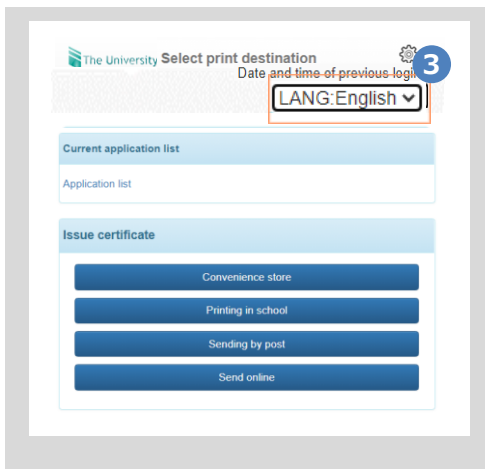 The University Select print destination
3
Date and time of previous login
LANG:English
Current application list
Application list
Issue certificate
Convenience store
Printing in school
Sending by post
Send online